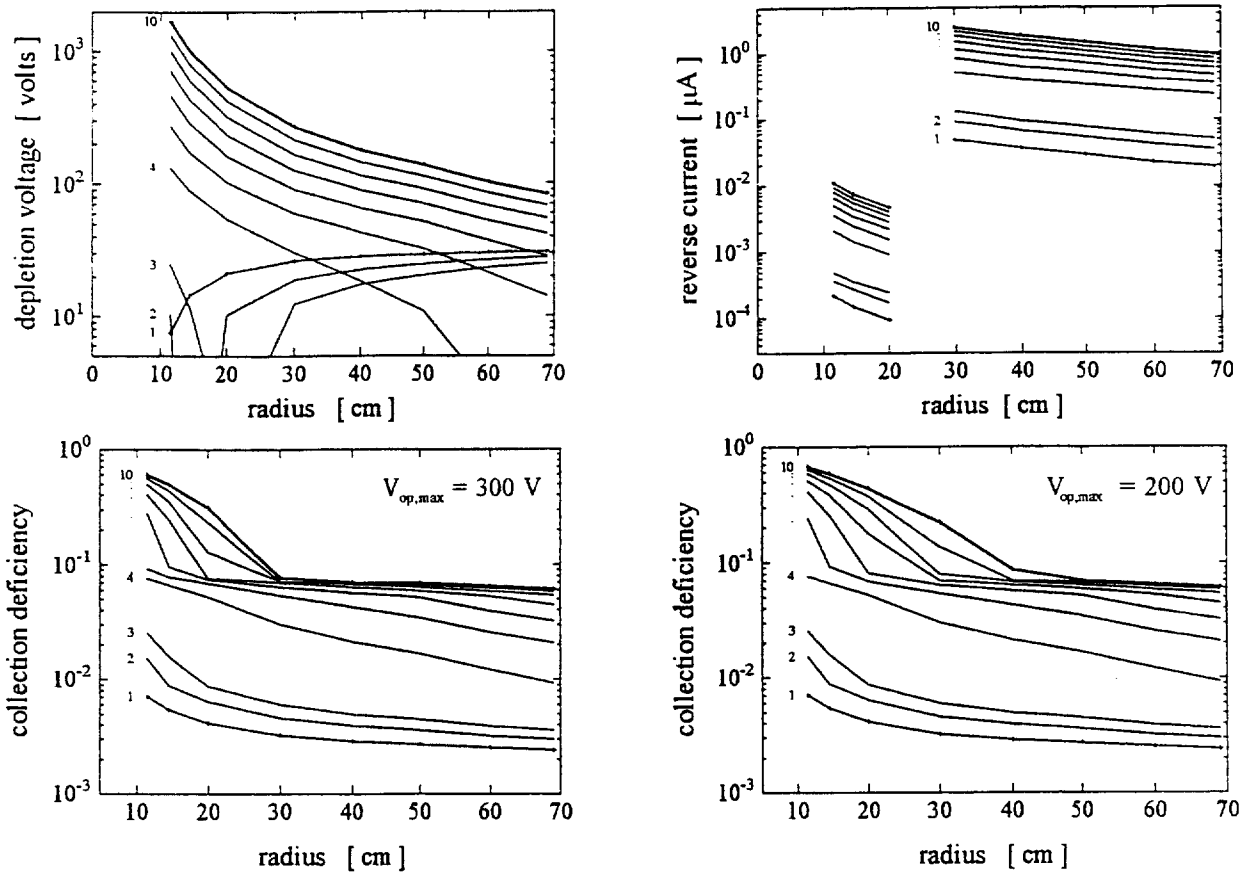 depletion voltage [ volts ]
10³
10²
10¹
10
4
3
2
1
0 10 20 30 40 50 60 70
radius [ cm ]
reverse current [ μA ]
10⁰
10⁻¹
10⁻²
10⁻³
10⁻⁴
10
2
1
0 10 20 30 40 50 60 70
radius [ cm ]
collection deficiency
10⁰
10⁻¹
10⁻²
10⁻³
10
4
3
2
1
V_op,max = 300 V
10 20 30 40 50 60 70
radius [ cm ]
collection deficiency
10⁰
10⁻¹
10⁻²
10⁻³
10
4
3
2
1
V_op,max = 200 V
10 20 30 40 50 60 70
radius [ cm ]